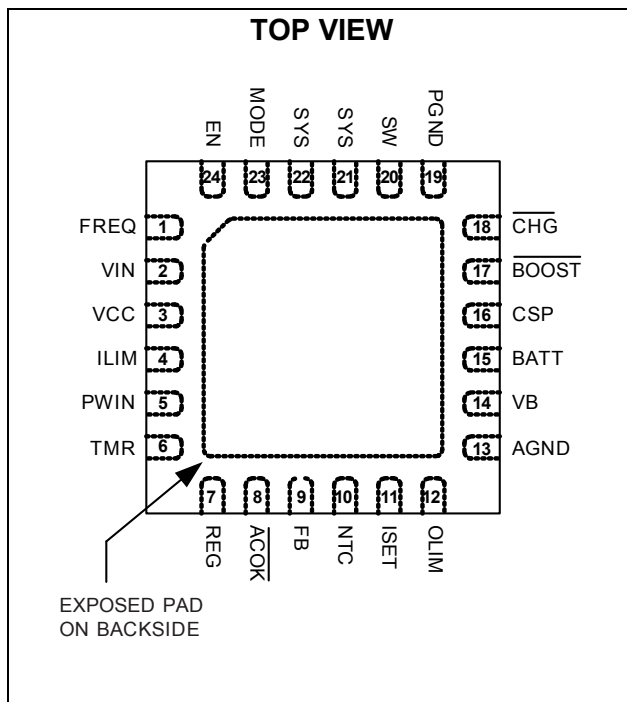 TOP VIEW
EN
MODE
SYS
SYS
SW
PGND
24
23
22
21
20
19
FREQ 1
VIN 2
VCC 3
ILIM 4
PWIN 5
TMR 6
18 CHG
17 BOOST
16 CSP
15 BATT
14 VB
13 AGND
7
8
9
10
11
12
REG
ACOK
FB
NTC
ISET
OLIM
EXPOSED PAD
ON BACKSIDE